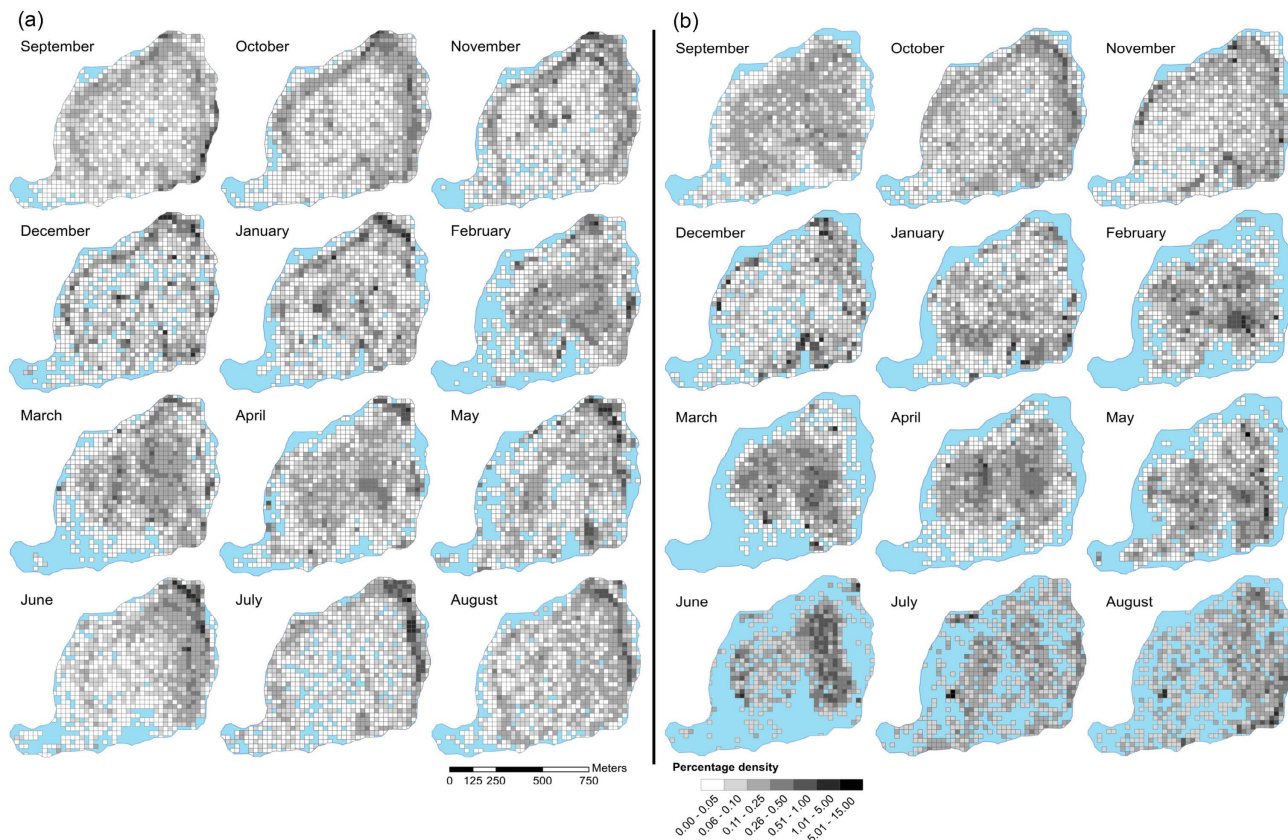 (a)
September
October
November
December
January
February
March
April
May
June
July
August
Meters
0 125 250 500 750
(b)
September
October
November
December
January
February
March
April
May
June
July
August
Percentage density
0.00 - 0.05
0.06 - 0.10
0.11 - 0.25
0.26 - 0.50
0.51 - 1.00
1.01 - 5.00
5.01 - 15.00